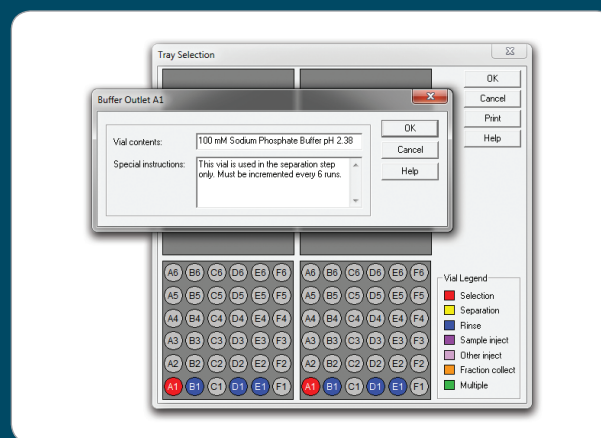 Tray Selection
OK
Cancel
Print
Help
Buffer Outlet A1
Vial contents:
100 mM Sodium Phosphate Buffer pH 2.38
Special instructions:
This vial is used in the separation step
only. Must be incremented every 6 runs.
OK
Cancel
Help
A6 B6 C6 D6 E6 F6 A6 B6 C6 D6 E6 F6
A5 B5 C5 D5 E5 F5 A5 B5 C5 D5 E5 F5
A4 B4 C4 D4 E4 F4 A4 B4 C4 D4 E4 F4
A3 B3 C3 D3 E3 F3 A3 B3 C3 D3 E3 F3
A2 B2 C2 D2 E2 F2 A2 B2 C2 D2 E2 F2
A1 B1 C1 D1 E1 F1 A1 B1 C1 D1 E1 F1
Vial Legend
Selection
Separation
Rinse
Sample inject
Other inject
Fraction collect
Multiple